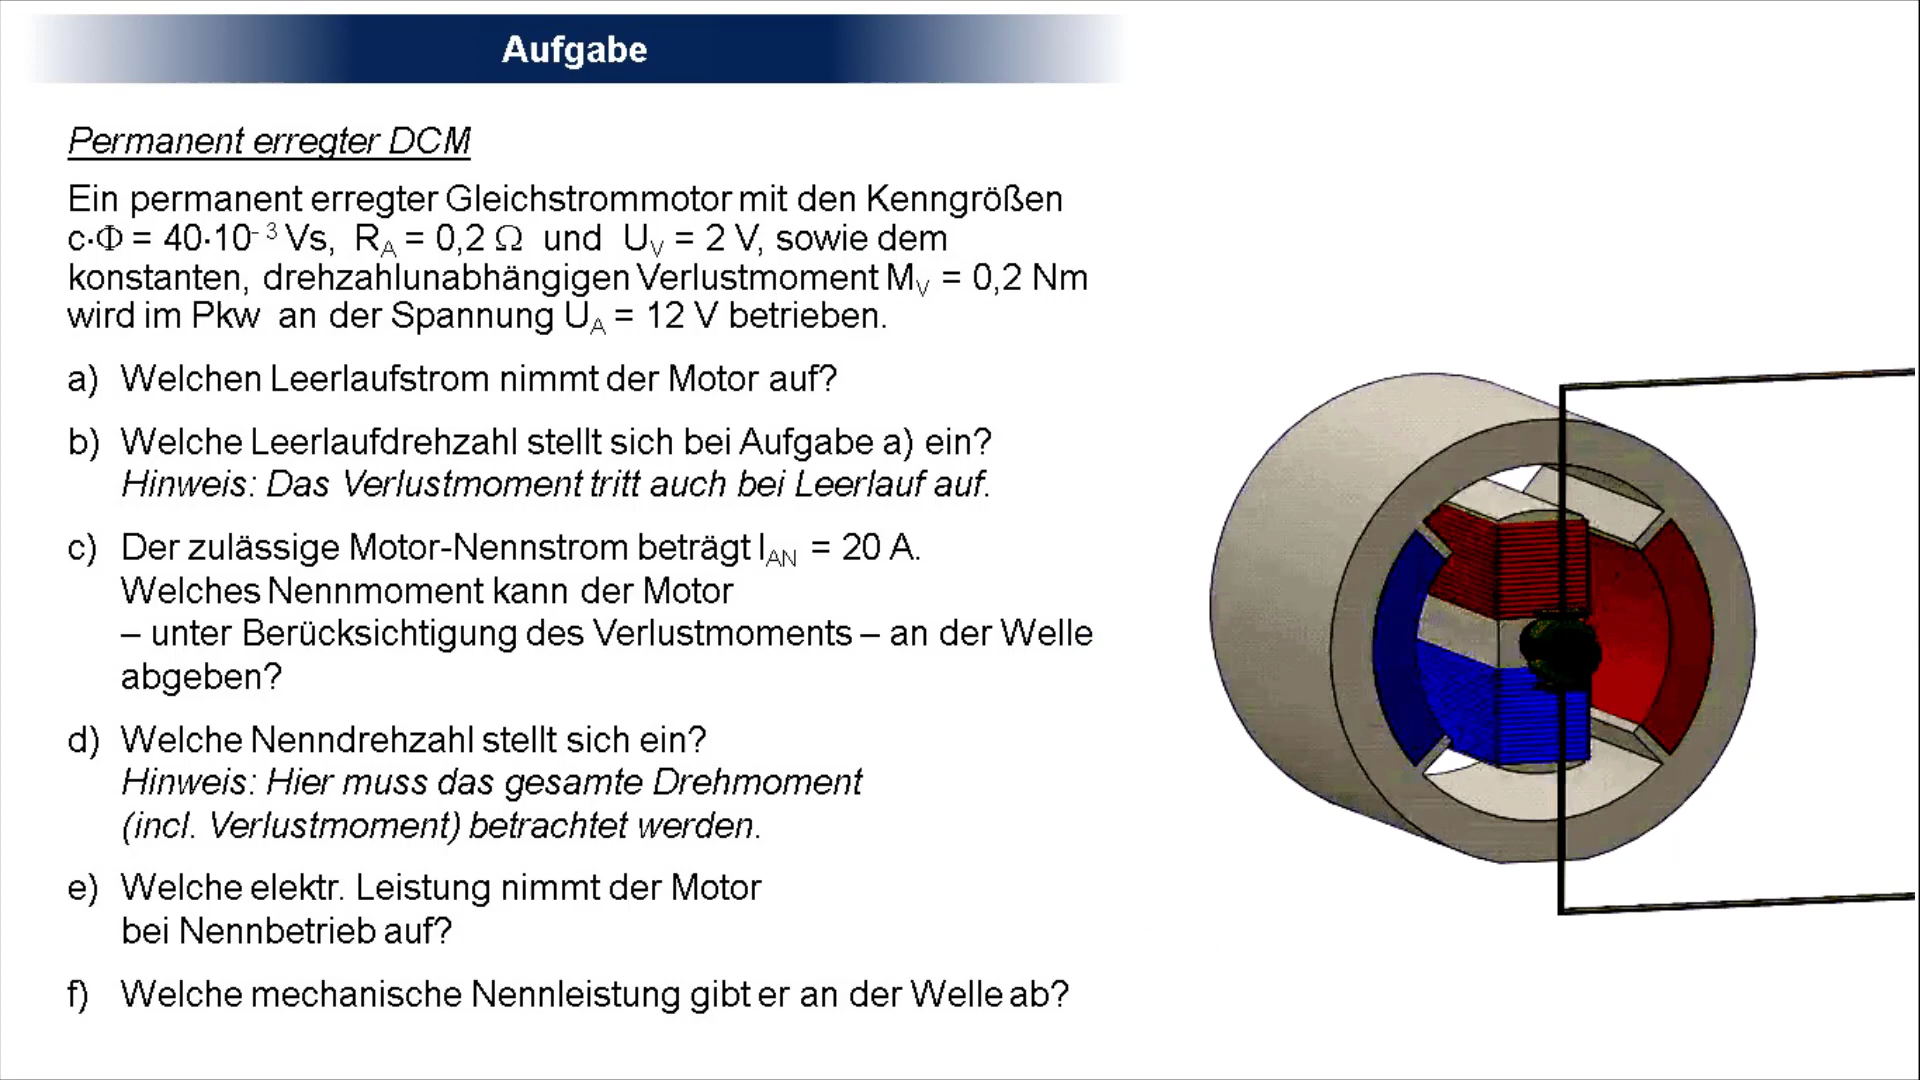 Aufgabe
Permanent erregter DCM
Ein permanent erregter Gleichstrommotor mit den Kenngrößen
c·Φ = 40·10⁻³ Vs, R_A = 0,2 Ω und U_V = 2 V, sowie dem
konstanten, drehzahlunabhängigen Verlustmoment M_V = 0,2 Nm
wird im Pkw an der Spannung U_A = 12 V betrieben.
a) Welchen Leerlaufstrom nimmt der Motor auf?
b) Welche Leerlaufdrehzahl stellt sich bei Aufgabe a) ein?
Hinweis: Das Verlustmoment tritt auch bei Leerlauf auf.
c) Der zulässige Motor-Nennstrom beträgt I_AN = 20 A.
Welches Nennmoment kann der Motor
– unter Berücksichtigung des Verlustmoments – an der Welle
abgeben?
d) Welche Nenndrehzahl stellt sich ein?
Hinweis: Hier muss das gesamte Drehmoment
(incl. Verlustmoment) betrachtet werden.
e) Welche elektr. Leistung nimmt der Motor
bei Nennbetrieb auf?
f) Welche mechanische Nennleistung gibt er an der Welle ab?